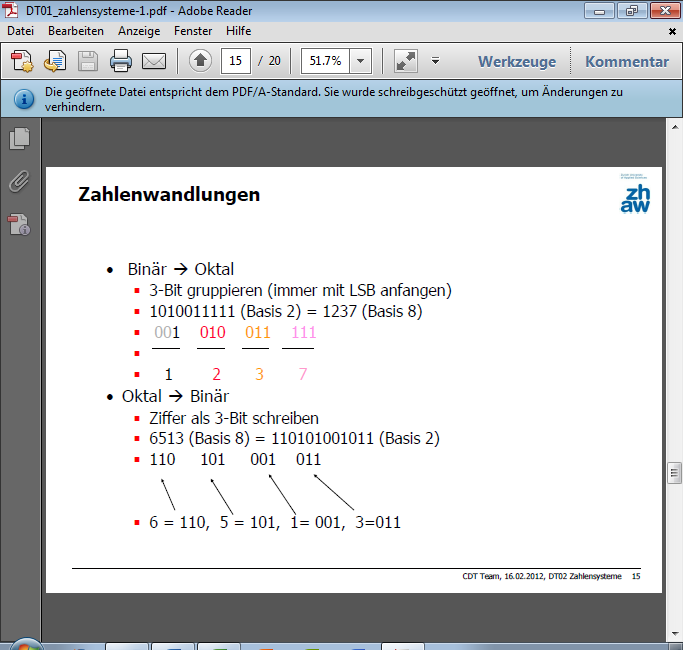 DT01_zahlensysteme-1.pdf - Adobe Reader
Datei Bearbeiten Anzeige Fenster Hilfe
15 / 20 51.7% Werkzeuge Kommentar
Die geöffnete Datei entspricht dem PDF/A-Standard. Sie wurde schreibgeschützt geöffnet, um Änderungen zu
verhindern.
zh
aw
Zahlenwandlungen
• Binär → Oktal
▪ 3-Bit gruppieren (immer mit LSB anfangen)
▪ 1010011111 (Basis 2) = 1237 (Basis 8)
▪ 001 010 011 111
▪ 1 2 3 7
• Oktal → Binär
▪ Ziffer als 3-Bit schreiben
▪ 6513 (Basis 8) = 110101001011 (Basis 2)
▪ 110 101 001 011
▪ 6 = 110, 5 = 101, 1= 001, 3=011
CDT Team, 16.02.2012, DT02 Zahlensysteme 15